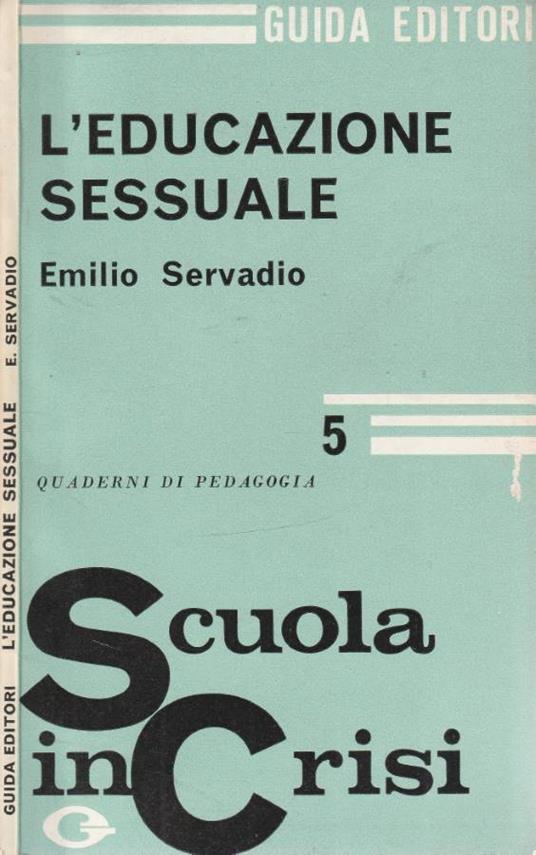 GUIDA EDITORI
L'EDUCAZIONE
SESSUALE
Emilio Servadio
5
QUADERNI DI PEDAGOGIA
Scuola
in Crisi
GUIDA EDITORI L'EDUCAZIONE SESSUALE E. SERVADIO